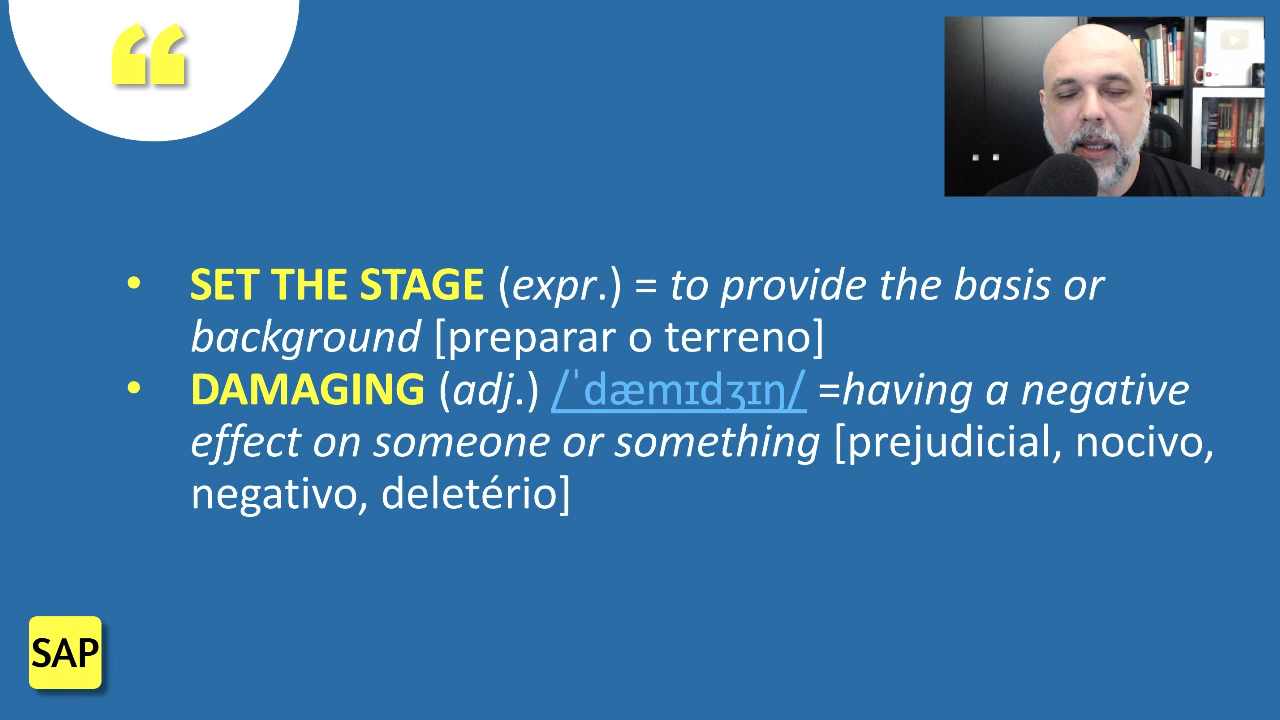 • SET THE STAGE (expr.) = to provide the basis or
background [preparar o terreno]
• DAMAGING (adj.) /ˈdæmɪdʒɪŋ/ =having a negative
effect on someone or something [prejudicial, nocivo,
negativo, deletério]
SAP